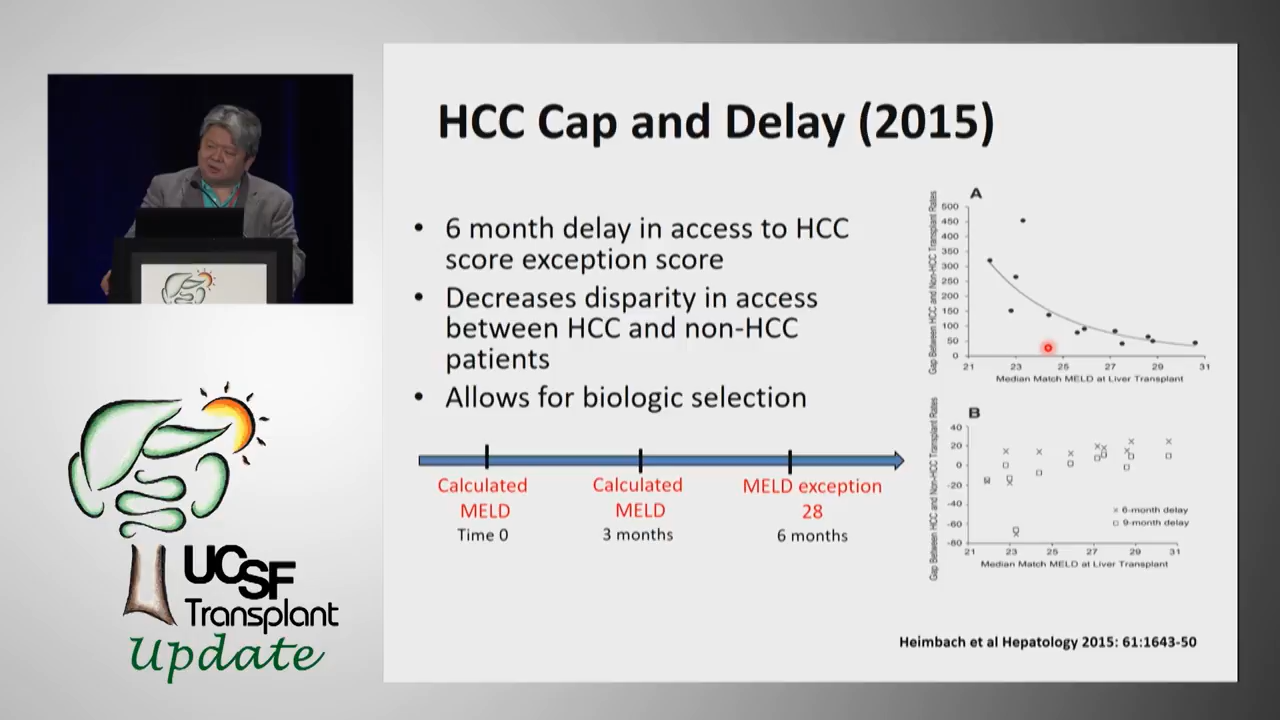 HCC Cap and Delay (2015)
• 6 month delay in access to HCC
score exception score
• Decreases disparity in access
between HCC and non-HCC
patients
• Allows for biologic selection
Calculated
MELD
Time 0
Calculated
MELD
3 months
MELD exception
28
6 months
A
Gap Between HCC and Non-HCC Transplant Rates
500
450
400
350
300
250
200
150
100
50
0
21 23 25 27 29 31
Median Match MELD at Liver Transplant
B
Gap Between HCC and Non-HCC Transplant Rates
40
20
0
-20
-40
-60
-80
× 6-month delay
□ 9-month delay
21 23 25 27 29 31
Median Match MELD at Liver Transplant
Heimbach et al Hepatology 2015: 61:1643-50
UCSF
Transplant
Update